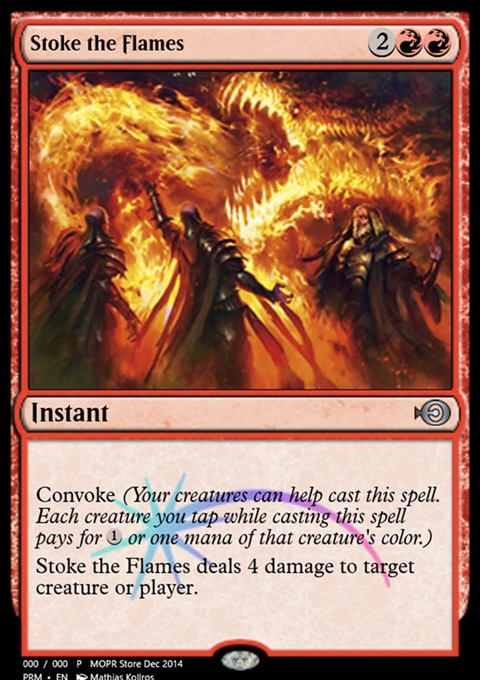 Stoke the Flames 2
Instant
Convoke (Your creatures can help cast this spell.
Each creature you tap while casting this spell
pays for 1 or one mana of that creature's color.)
Stoke the Flames deals 4 damage to target
creature or player.
000 / 000 P MOPR Store Dec 2014
PRM • EN Mathias Kollros